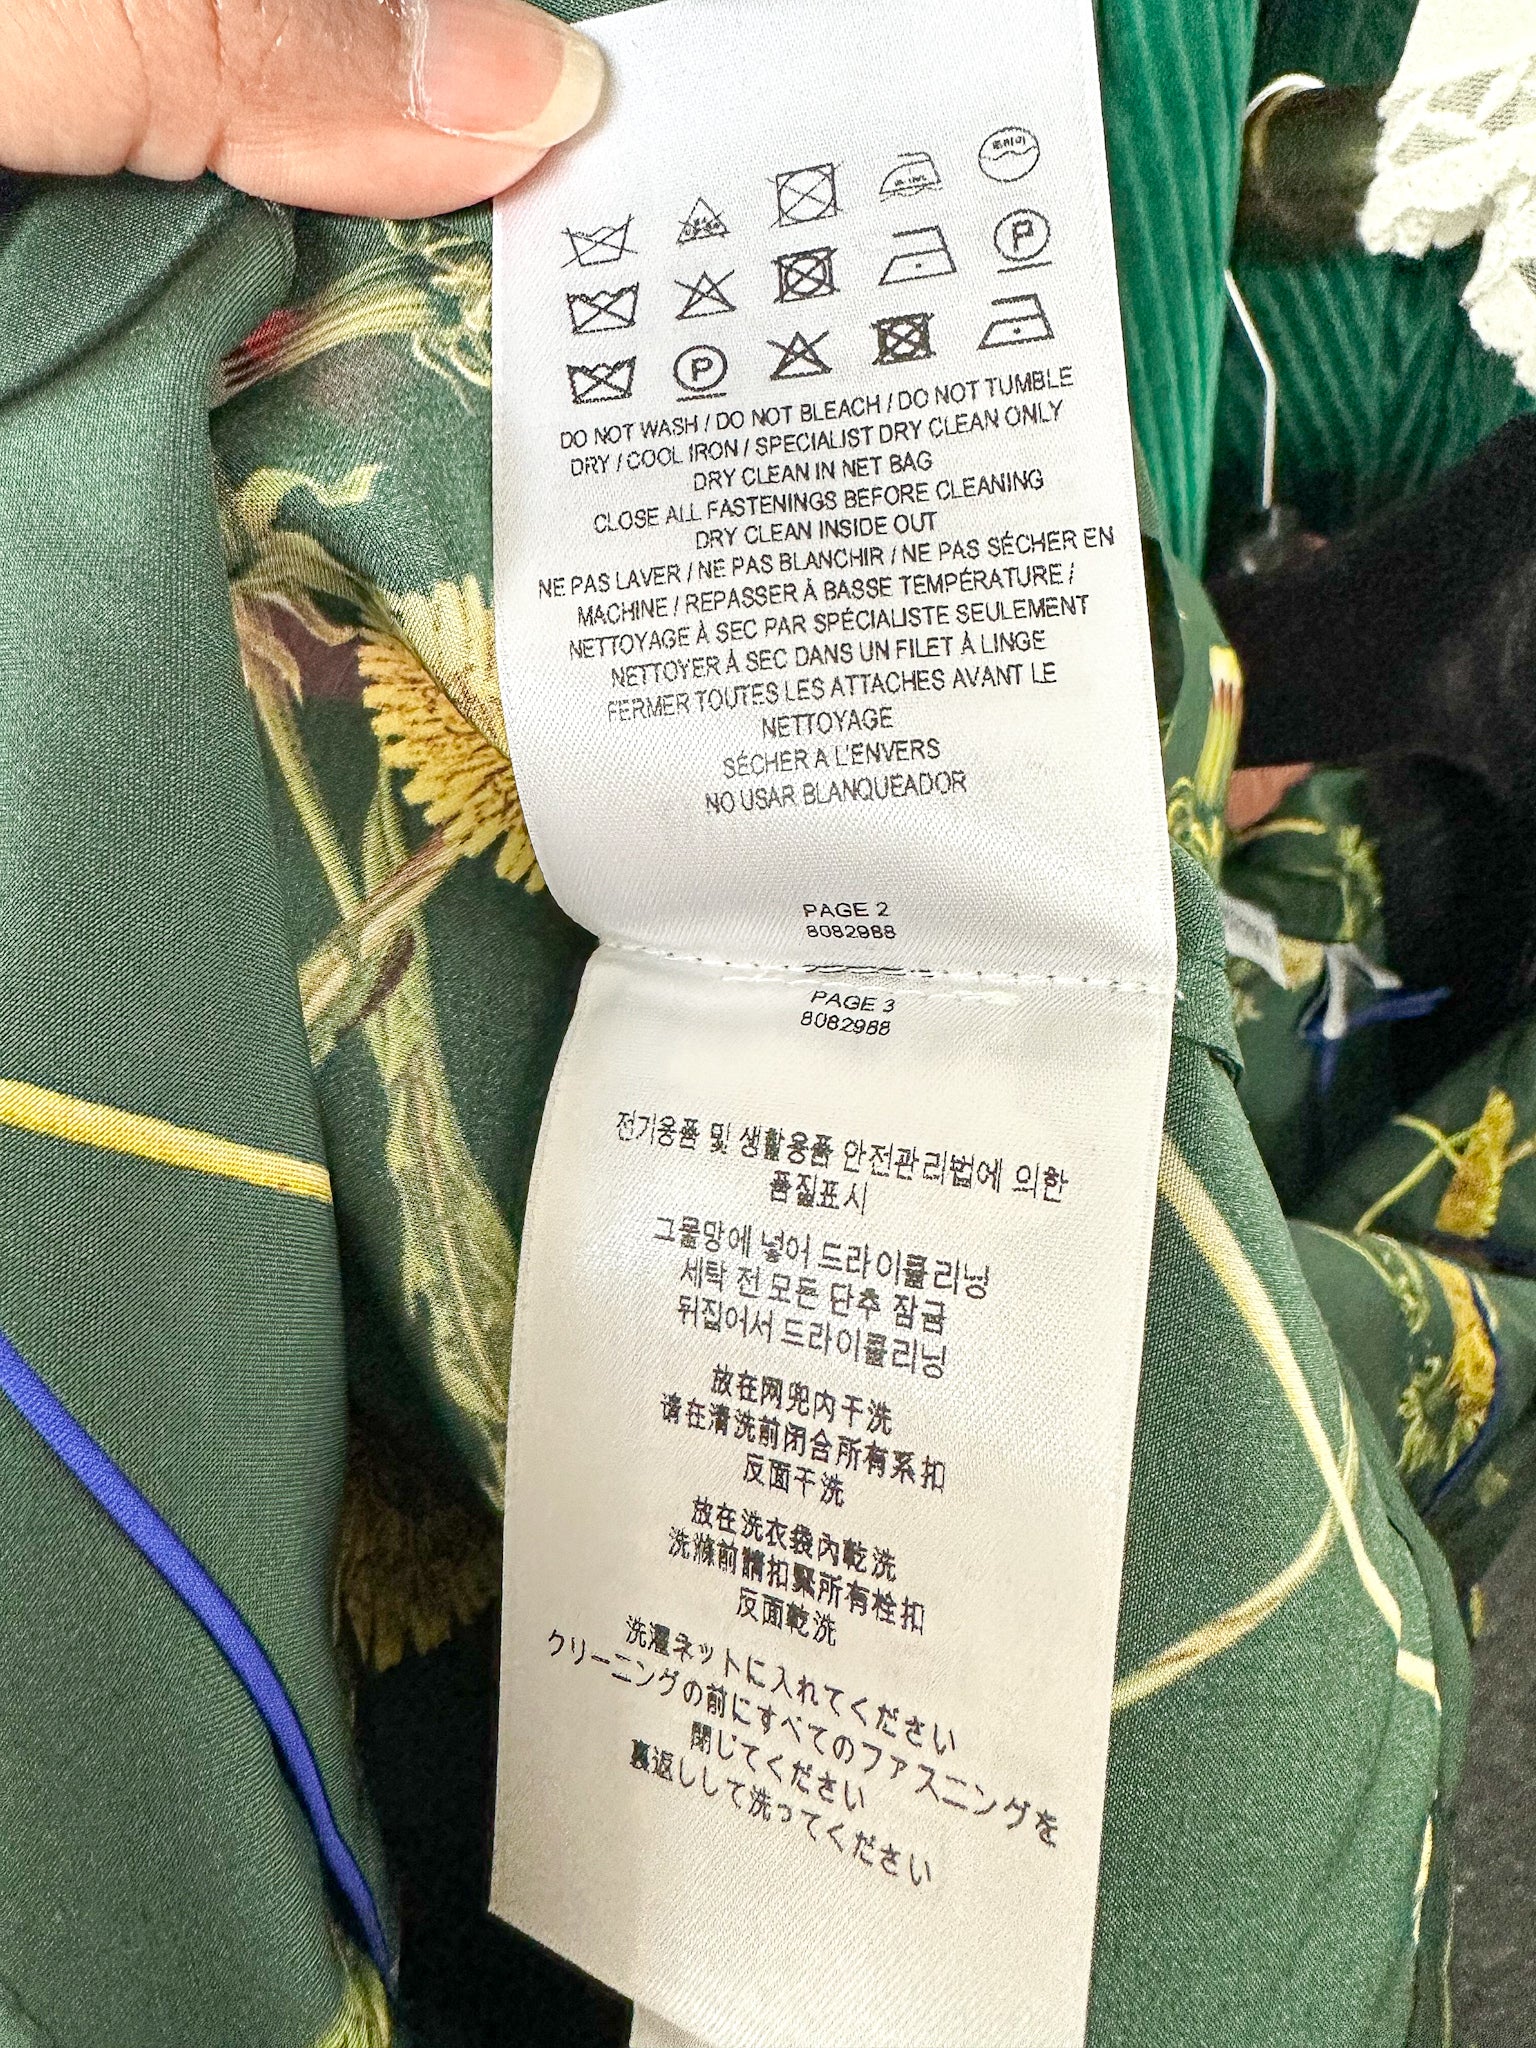 드라이
P
P
DO NOT WASH / DO NOT BLEACH / DO NOT TUMBLE
DRY / COOL IRON / SPECIALIST DRY CLEAN ONLY
DRY CLEAN IN NET BAG
CLOSE ALL FASTENINGS BEFORE CLEANING
DRY CLEAN INSIDE OUT
NE PAS LAVER / NE PAS BLANCHIR / NE PAS SÉCHER EN
MACHINE / REPASSER À BASSE TEMPÉRATURE /
NETTOYAGE À SEC PAR SPÉCIALISTE SEULEMENT
NETTOYER À SEC DANS UN FILET À LINGE
FERMER TOUTES LES ATTACHES AVANT LE
NETTOYAGE
SÉCHER A L'ENVERS
NO USAR BLANQUEADOR
PAGE 2
8082988
PAGE 3
8082988
전기용품 및 생활용품 안전관리법에 의한
품질표시
그물망에 넣어 드라이클리닝
세탁 전 모든 단추 잠금
뒤집어서 드라이클리닝
放在网兜内干洗
请在清洗前闭合所有系扣
反面干洗
放在洗衣袋內乾洗
洗滌前請扣緊所有栓扣
反面乾洗
洗濯ネットに入れてください
クリーニングの前にすべてのファスニングを
閉じてください
裏返しして洗ってください